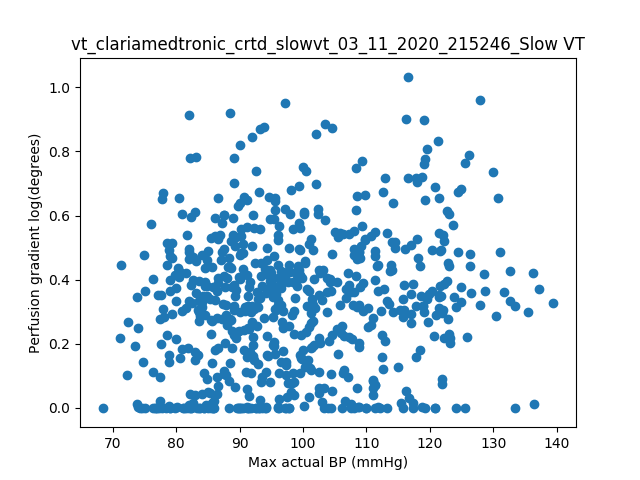 vt_clariamedtronic_crtd_slowvt_03_11_2020_215246_Slow VT
Perfusion gradient log(degrees)
1.0
0.8
0.6
0.4
0.2
0.0
70 80 90 100 110 120 130 140
Max actual BP (mmHg)